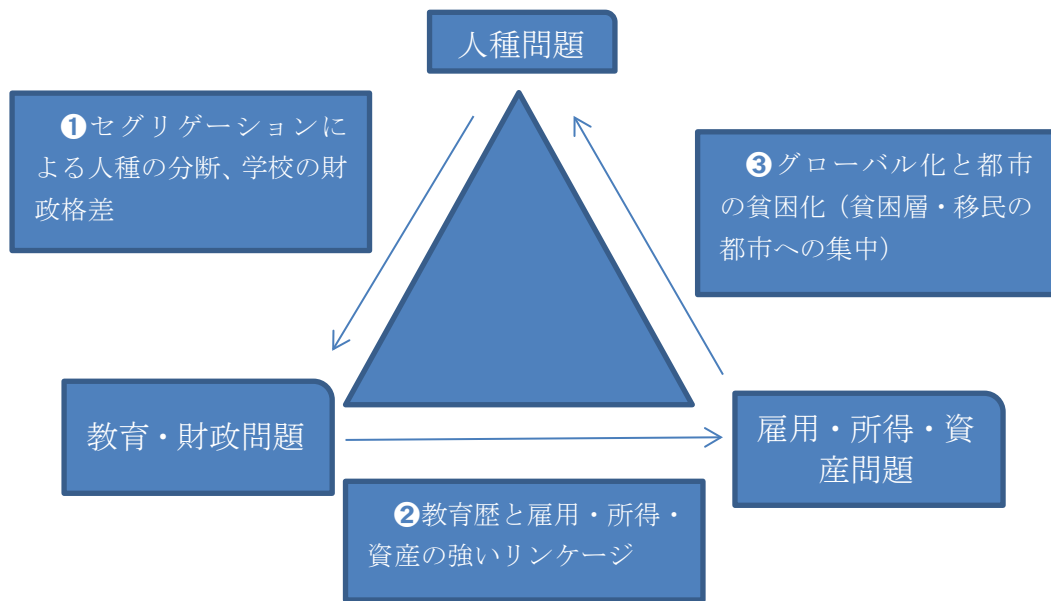 人種問題
❶セグリゲーションに
よる人種の分断、学校の財
政格差
❸グローバル化と都市
の貧困化（貧困層・移民の
都市への集中）
教育・財政問題
雇用・所得・資
産問題
❷教育歴と雇用・所得・
資産の強いリンケージ